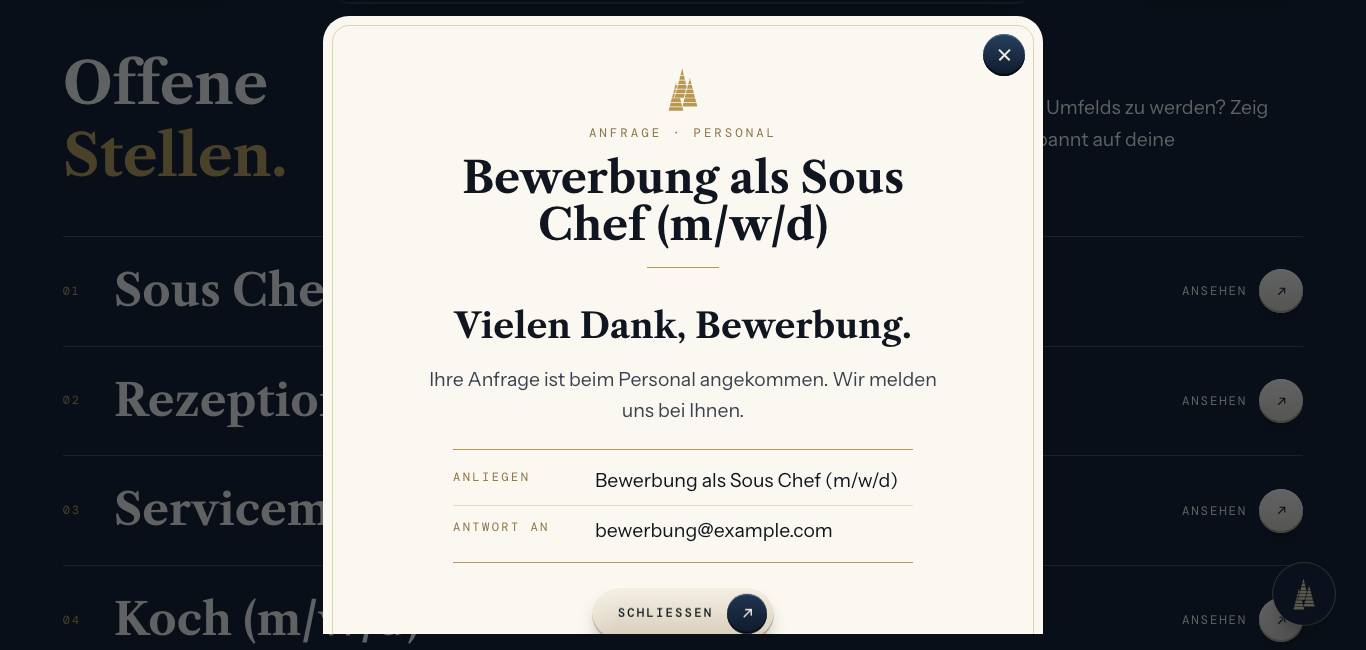 Offene
Stellen.
Umfelds zu werden? Zeig
pannt auf deine
ANFRAGE · PERSONAL
Bewerbung als Sous
Chef (m/w/d)
Vielen Dank, Bewerbung.
Ihre Anfrage ist beim Personal angekommen. Wir melden
uns bei Ihnen.
ANLIEGEN Bewerbung als Sous Chef (m/w/d)
ANTWORT AN bewerbung@example.com
SCHLIESSEN
01 Sous Che ANSEHEN
02 Rezeption ANSEHEN
03 Servicem ANSEHEN
04 Koch (m/w/d) ANSEHEN